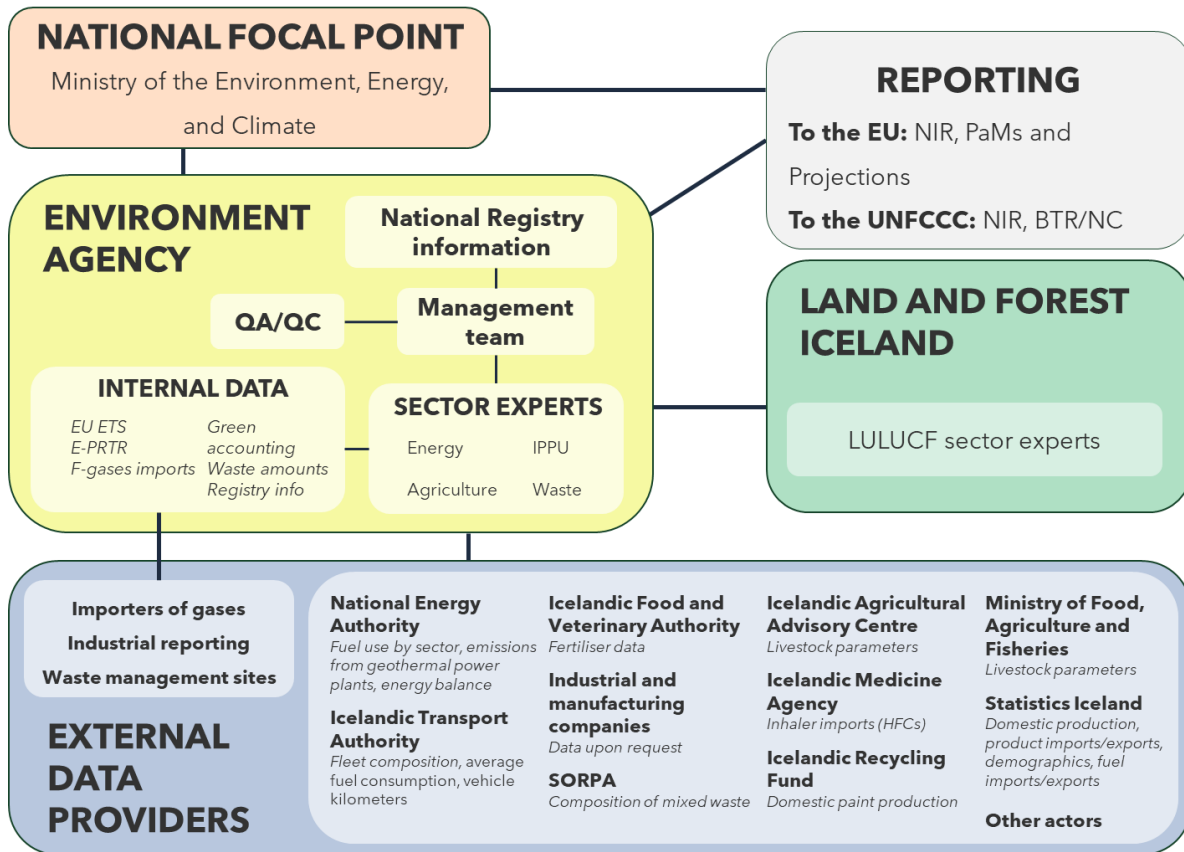 NATIONAL FOCAL POINT
Ministry of the Environment, Energy,
and Climate
REPORTING
To the EU: NIR, PaMs and
Projections
To the UNFCCC: NIR, BTR/NC
ENVIRONMENT
AGENCY
National Registry
information
QA/QC
Management
team
INTERNAL DATA
EU ETS
E-PRTR
F-gases imports
Green
accounting
Waste amounts
Registry info
SECTOR EXPERTS
Energy
IPPU
Agriculture
Waste
LAND AND FOREST
ICELAND
LULUCF sector experts
Importers of gases
Industrial reporting
Waste management sites
EXTERNAL
DATA
PROVIDERS
National Energy
Authority
Fuel use by sector, emissions
from geothermal power
plants, energy balance
Icelandic Transport
Authority
Fleet composition, average
fuel consumption, vehicle
kilometers
Icelandic Food and
Veterinary Authority
Fertiliser data
Industrial and
manufacturing
companies
Data upon request
SORPA
Composition of mixed waste
Icelandic Agricultural
Advisory Centre
Livestock parameters
Icelandic Medicine
Agency
Inhaler imports (HFCs)
Icelandic Recycling
Fund
Domestic paint production
Ministry of Food,
Agriculture and
Fisheries
Livestock parameters
Statistics Iceland
Domestic production,
product imports/exports,
demographics, fuel
imports/exports
Other actors